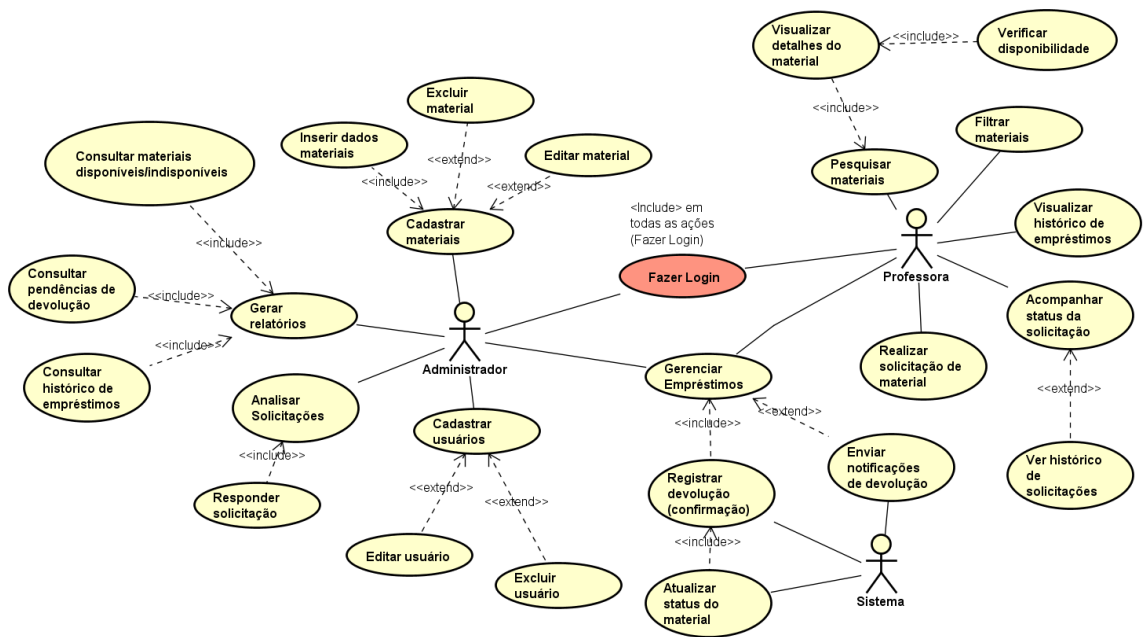 Visualizar
detalhes do
material
<<include>>
Verificar
disponibilidade
Excluir
material
<<include>>
Filtrar
materiais
Inserir dados
materiais
<<extend>>
Editar material
Consultar materiais
disponíveis/indisponíveis
<<include>>
<<extend>>
Pesquisar
materiais
Cadastrar
materiais
<Include> em
todas as ações
(Fazer Login)
Visualizar
histórico de
empréstimos
<<include>>
Fazer Login
Professora
Consultar
pendências de
devolução
<<include>>
Gerar
relatórios
Acompanhar
status da
solicitação
<<include>>
Administrador
Realizar
solicitação de
material
Consultar
histórico de
empréstimos
Gerenciar
Empréstimos
<<extend>>
Analisar
Solicitações
Cadastrar
usuários
<<include>>
<<extend>>
<<include>>
Enviar
notificações
de devolução
Ver histórico
de
solicitações
Responder
solicitação
<<extend>>
<<extend>>
Registrar
devolução
(confirmação)
<<include>>
Editar usuário
Excluir
usuário
Atualizar
status do
material
Sistema